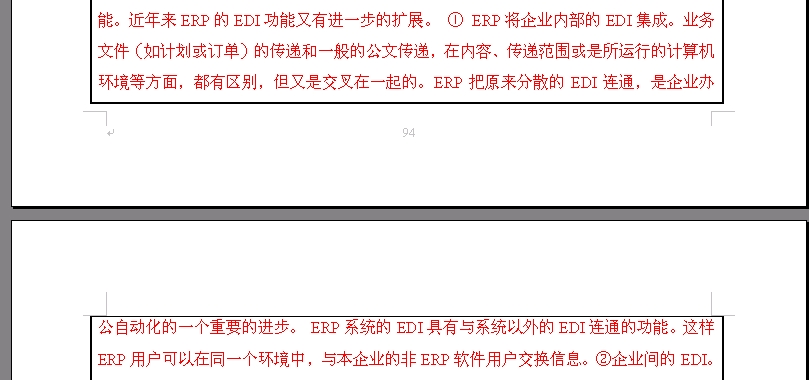 能。近年来 ERP 的 EDI 功能又有进一步的扩展。 ① ERP 将企业内部的 EDI 集成。业务
文件（如计划或订单）的传递和一般的公文传递，在内容、传递范围或是所运行的计算机
环境等方面，都有区别，但又是交叉在一起的。ERP 把原来分散的 EDI 连通，是企业办
94
公自动化的一个重要的进步。 ERP 系统的 EDI 具有与系统以外的 EDI 连通的功能。这样
ERP 用户可以在同一个环境中，与本企业的非 ERP 软件用户交换信息。②企业间的 EDI。